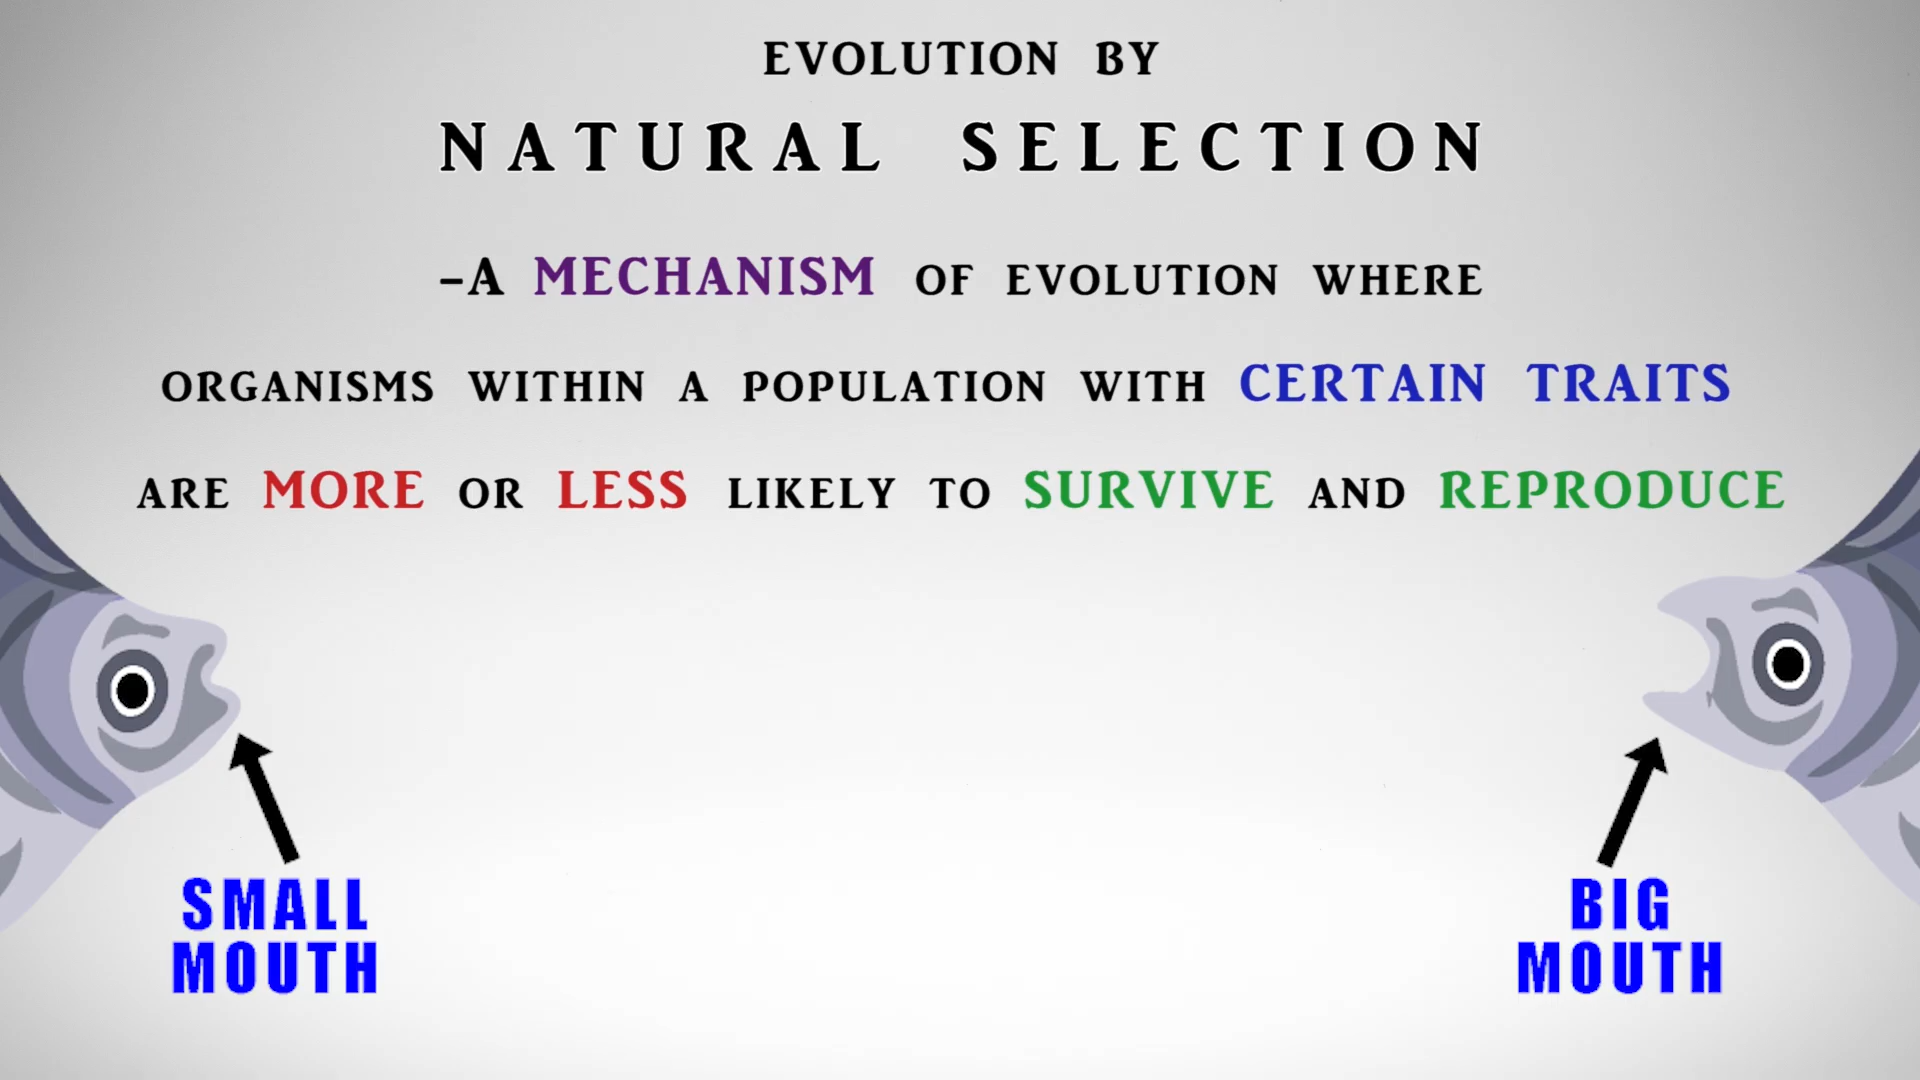 EVOLUTION BY
NATURAL SELECTION
-A MECHANISM OF EVOLUTION WHERE
ORGANISMS WITHIN A POPULATION WITH CERTAIN TRAITS
ARE MORE OR LESS LIKELY TO SURVIVE AND REPRODUCE
SMALL
MOUTH
BIG
MOUTH